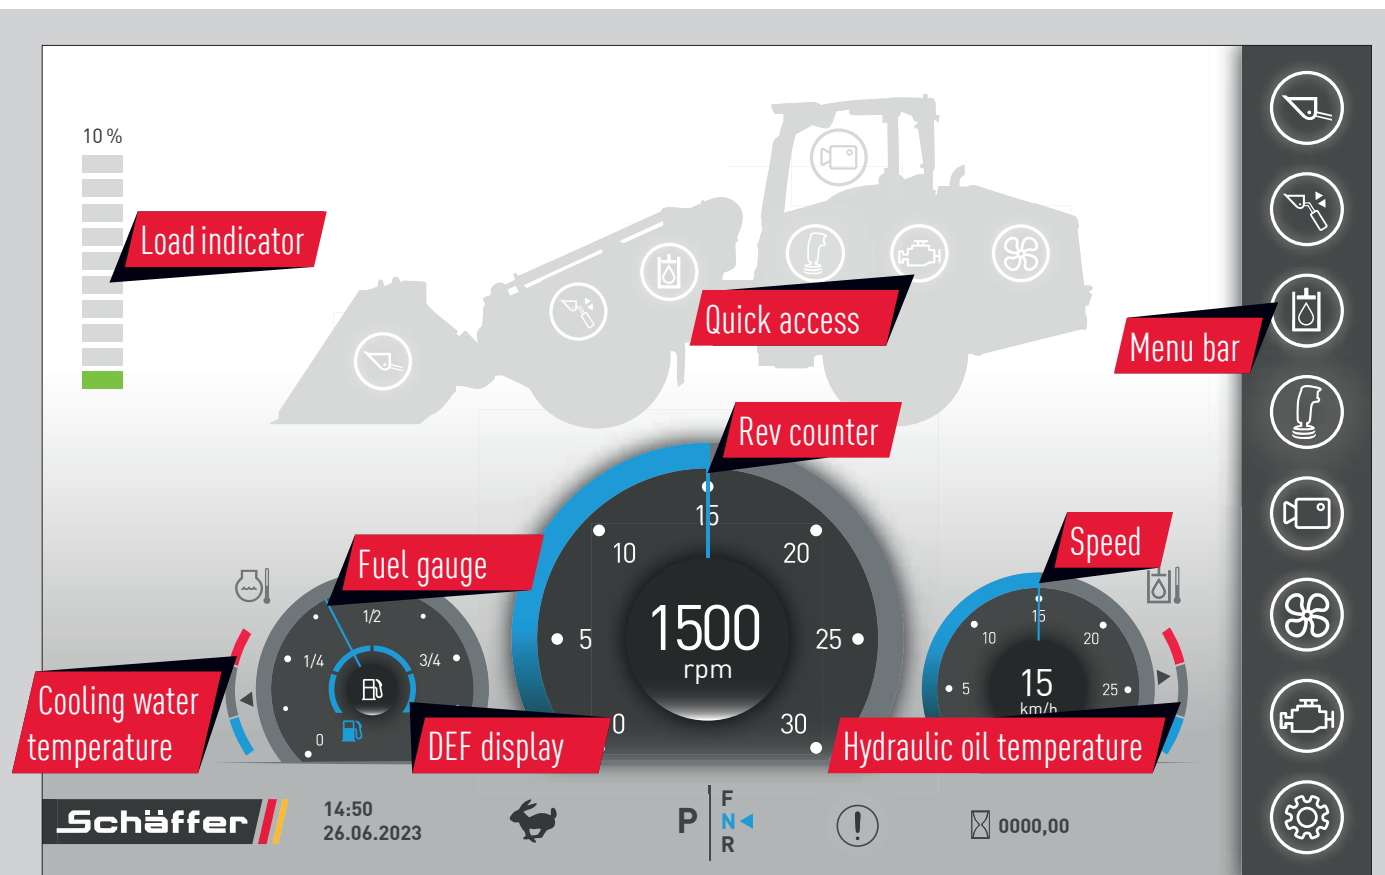 10 %
Load indicator
Quick access
Menu bar
Rev counter
Fuel gauge
Speed
15
10
20
5
25
0
30
1500
rpm
1/2
1/4
3/4
0
15
10
20
5
25
15
km/h
Cooling water
temperature
DEF display
Hydraulic oil temperature
Schäffer
14:50
26.06.2023
P
F
N
R
!
0000,00